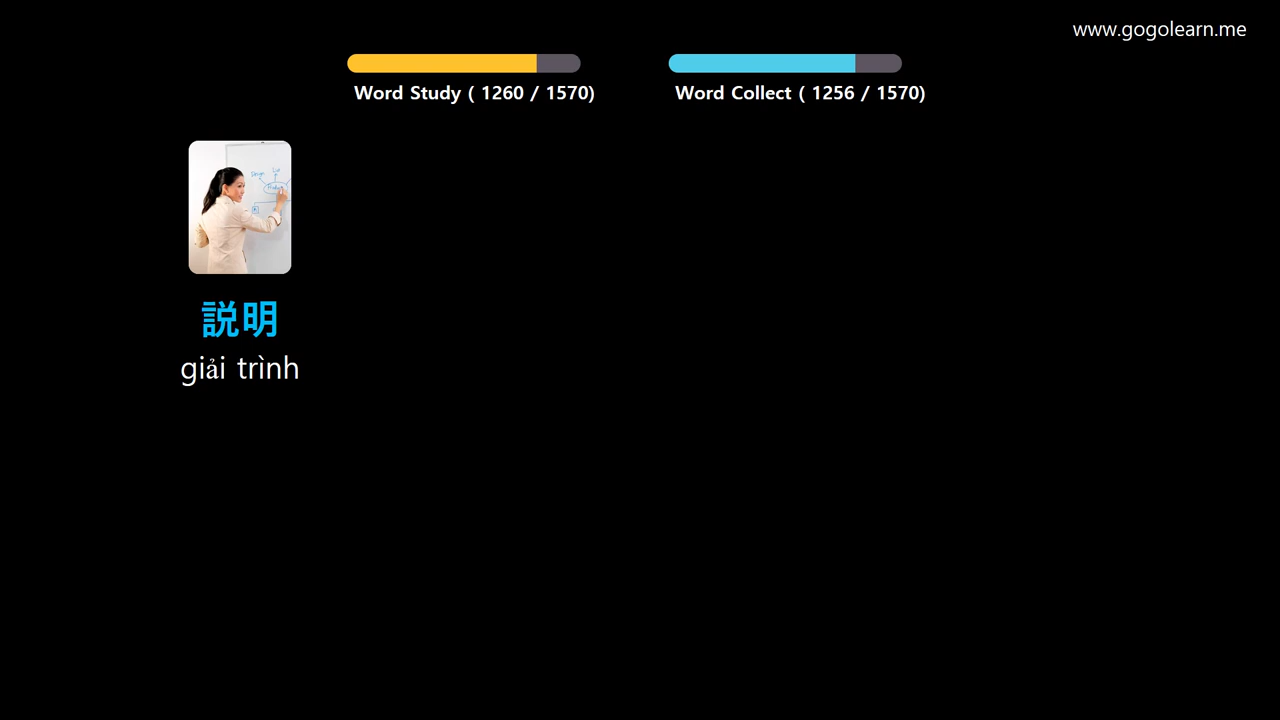 www.gogolearn.me
Word Study ( 1260 / 1570)
Word Collect ( 1256 / 1570)
説明
giải trình